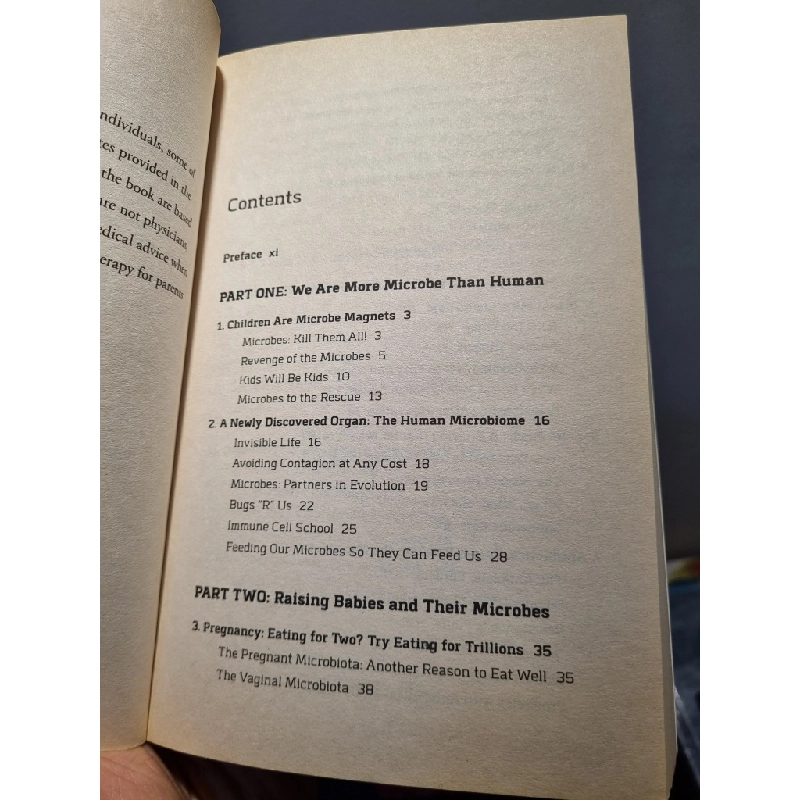 ndividuals, some of
es provided in the
the book are based
re not physicians
dical advice when
erapy for parents
Contents
Preface xi
PART ONE: We Are More Microbe Than Human
1. Children Are Microbe Magnets 3
Microbes: Kill Them All! 3
Revenge of the Microbes 5
Kids Will Be Kids 10
Microbes to the Rescue 13
2. A Newly Discovered Organ: The Human Microbiome 16
Invisible Life 16
Avoiding Contagion at Any Cost 18
Microbes: Partners in Evolution 19
Bugs "R" Us 22
Immune Cell School 25
Feeding Our Microbes So They Can Feed Us 28
PART TWO: Raising Babies and Their Microbes
3. Pregnancy: Eating for Two? Try Eating for Trillions 35
The Pregnant Microbiota: Another Reason to Eat Well 35
The Vaginal Microbiota 38